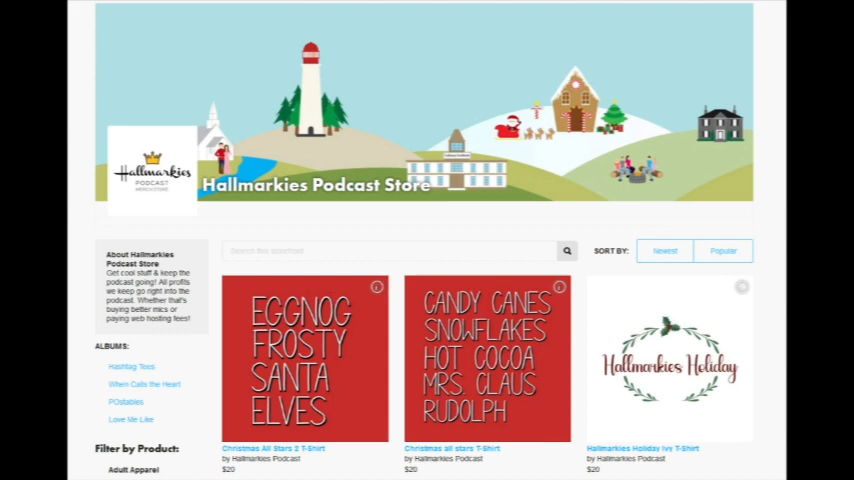 Hallmarkies
PODCAST
Hallmarkies Podcast Store
About Hallmarkies
Podcast Store
Get cool stuff & keep the
podcast going! All profits
we keep go right into the
podcast. Whether that's
buying better mics or
paying web hosting fees!
Search this storefront
SORT BY:
Newest
Popular
ALBUMS:
Hashtag Tees
When Calls the Heart
POstables
Love Me Like
Filter by Product:
Adult Apparel
EGGNOG
FROSTY
SANTA
ELVES
Christmas All Stars 2 T-Shirt
by Hallmarkies Podcast
$20
CANDY CANES
SNOWFLAKES
HOT COCOA
MRS. CLAUS
RUDOLPH
Christmas all stars T-Shirt
by Hallmarkies Podcast
$20
Hallmarkies Holiday
Hallmarkies Holiday Ivy T-Shirt
by Hallmarkies Podcast
$20